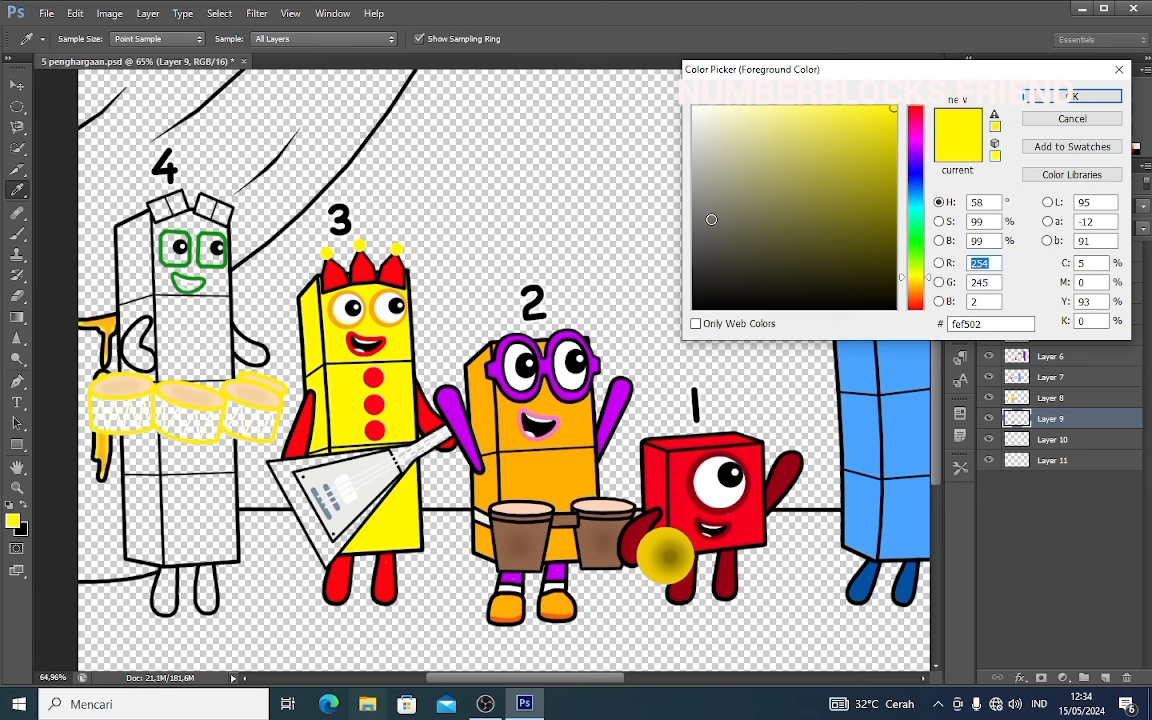 Ps File Edit Image Layer Type Select Filter View Window Help
Sample Size: Point Sample Sample: All Layers Show Sampling Ring Essentials
5 penghargaan.psd @ 65% (Layer 9, RGB/16) *
Color Picker (Foreground Color)
NUMBERBLOCKS FRIEND
OK
current
Cancel
Add to Swatches
Color Libraries
H: 58 ° L: 95
S: 99 % a: -12
B: 99 % b: 91
R: 254 C: 5 %
G: 245 M: 0 %
B: 2 Y: 93 %
# fef502 K: 0 %
Only Web Colors
4
3
2
1
Layer 6
Layer 7
Layer 8
Layer 9
Layer 10
Layer 11
64,96% Doc: 21,1M/181,6M
Mencari
Ps
32°C Cerah
IND
12:34
15/05/2024
6